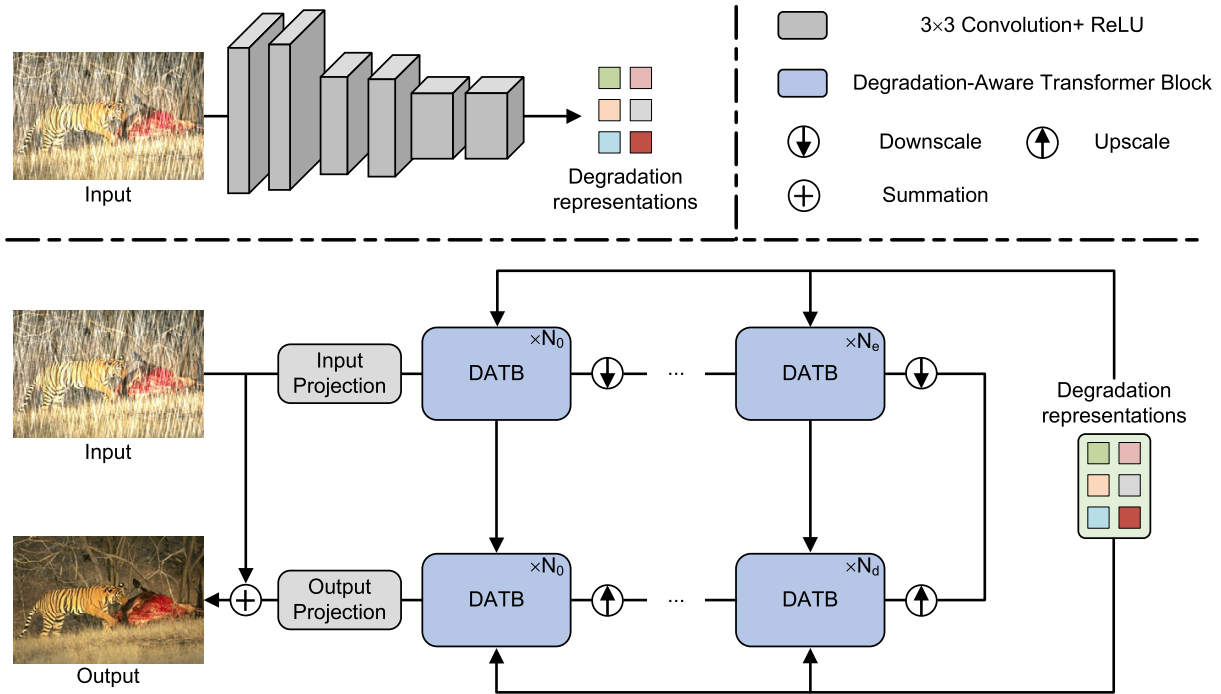 Input
Degradation
representations
3×3 Convolution+ ReLU
Degradation-Aware Transformer Block
Downscale
Upscale
Summation
Input
Input
Projection
DATB
×N0
...
DATB
×Ne
Degradation
representations
Output
Output
Projection
DATB
×N0
...
DATB
×Nd